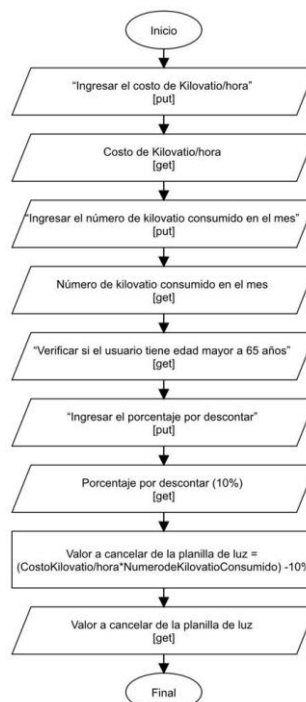 Inicio
“Ingresar el costo de Kilovatio/hora”
[put]
Costo de Kilovatio/hora
[get]
“Ingresar el número de kilovatio consumido en el mes”
[put]
Número de kilovatio consumido en el mes
[get]
“Verificar si el usuario tiene edad mayor a 65 años”
[get]
“Ingresar el porcentaje por descontar”
[put]
Porcentaje por descontar (10%)
[get]
Valor a cancelar de la planilla de luz =
(CostoKilovatio/hora*NumerodeKilovatioConsumido) -10%
Valor a cancelar de la planilla de luz
[get]
Final